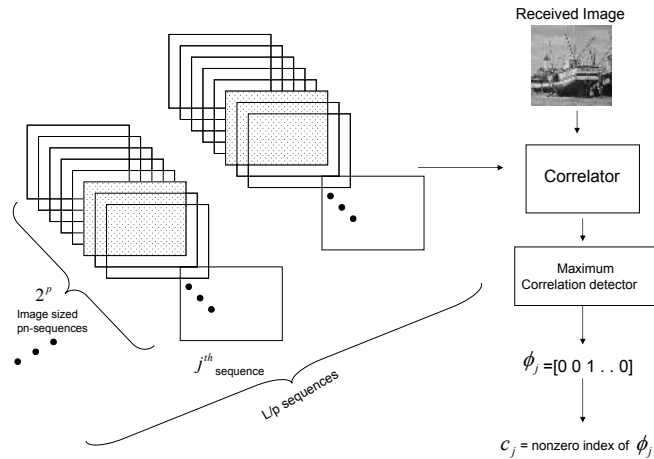 Received Image
Correlator
Maximum
Correlation detector
2^p
Image sized
pn-sequences
j^th sequence
L/p sequences
ϕ_j =[0 0 1 . . 0]
c_j = nonzero index of ϕ_j